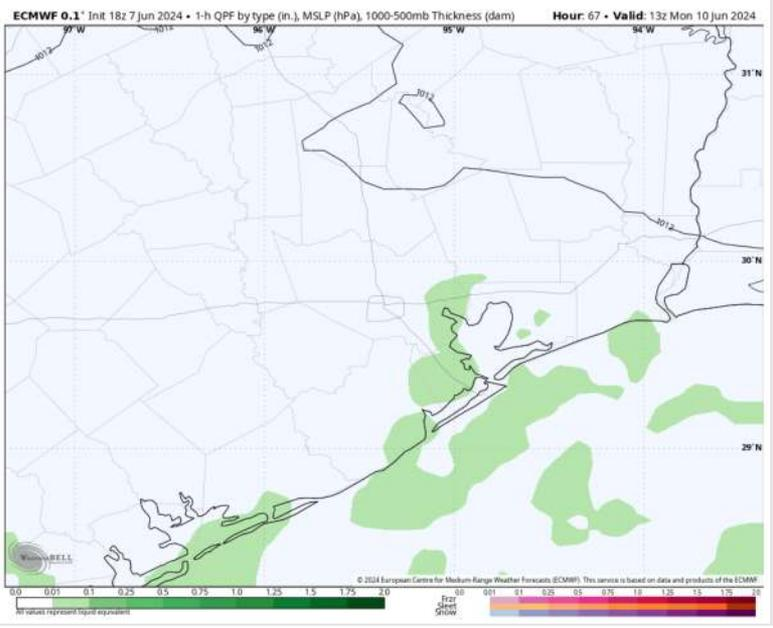 ECMWF 0.1° Init 18z 7 Jun 2024 • 1-h QPF by type (in.), MSLP (hPa), 1000-500mb Thickness (dam) Hour: 67 • Valid: 13z Mon 10 Jun 2024
97°W 96°W 95°W 94°W
1012 1012 1012
31°N
1012
1012
30°N
29°N
WeatherBELL
© 2024 European Centre for Medium-Range Weather Forecasts (ECMWF). This service is based on data and products of the ECMWF
0.0 0.01 0.1 0.25 0.5 0.75 1.0 1.25 1.5 1.75 2.0 0.0 0.01 0.1 0.25 0.5 0.75 1.0 1.25 1.5 1.75 2.0
All values represent liquid equivalent
Frzr
Sleet
Snow